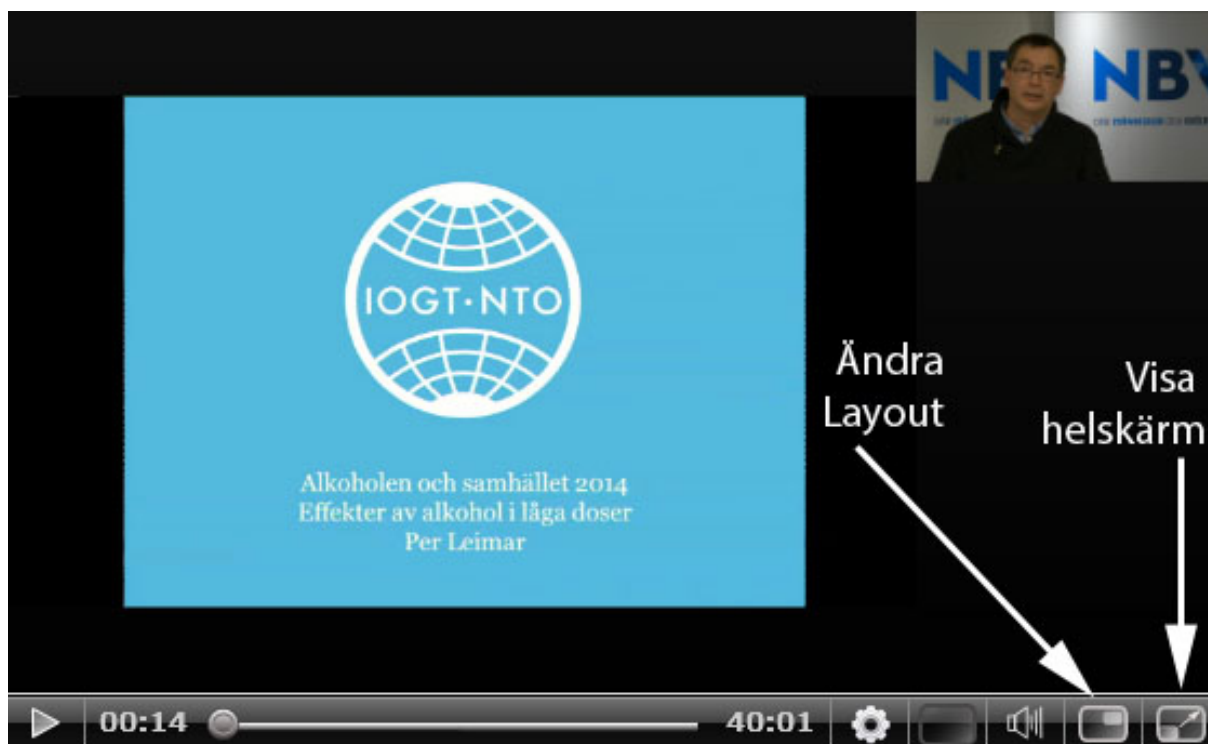 NBV
IOGT·NTO
Alkoholen och samhället 2014
Effekter av alkohol i låga doser
Per Leimar
Ändra
Layout
Visa
helskärm
00:14
40:01